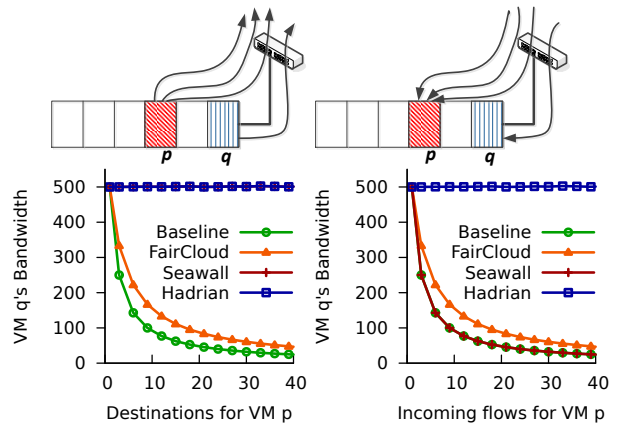 p q
p q
VM q's Bandwidth
500
400
300
200
100
0
Baseline
FairCloud
Seawall
Hadrian
0 10 20 30 40
Destinations for VM p
VM q's Bandwidth
500
400
300
200
100
0
Baseline
FairCloud
Seawall
Hadrian
0 10 20 30 40
Incoming flows for VM p